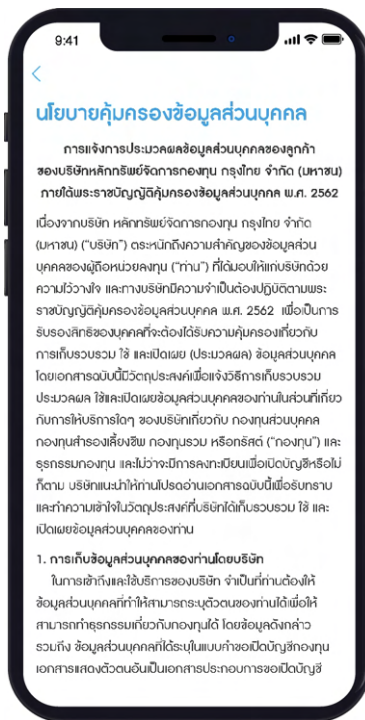 9:41
นโยบายคุ้มครองข้อมูลส่วนบุคคล
การแจ้งการประมวลผลข้อมูลส่วนบุคคลของลูกค้า
ของบริษัทหลักทรัพย์จัดการกองทุน กรุงไทย จำกัด (มหาชน)
ภายใต้พระราชบัญญัติคุ้มครองข้อมูลส่วนบุคคล พ.ศ. 2562
เนื่องจากบริษัท หลักทรัพย์จัดการกองทุน กรุงไทย จำกัด
(มหาชน) (“บริษัท”) ตระหนักถึงความสำคัญของข้อมูลส่วน
บุคคลของผู้ถือหน่วยลงทุน (“ท่าน”) ที่ได้มอบให้แก่บริษัทด้วย
ความไว้วางใจ และทางบริษัทมีความจำเป็นต้องปฏิบัติตามพระ
ราชบัญญัติคุ้มครองข้อมูลส่วนบุคคล พ.ศ. 2562 เพื่อเป็นการ
รับรองสิทธิของบุคคลที่จะต้องได้รับความคุ้มครองเกี่ยวกับ
การเก็บรวบรวม ใช้ และเปิดเผย (ประมวลผล) ข้อมูลส่วนบุคคล
โดยเอกสารฉบับนี้มีวัตถุประสงค์เพื่อแจ้งวิธีการเก็บรวบรวม
ประมวลผล ใช้และเปิดเผยข้อมูลส่วนบุคคลของท่านในส่วนที่เกี่ยว
กับการให้บริการใดๆ ของบริษัทเกี่ยวกับ กองทุนส่วนบุคคล
กองทุนสำรองเลี้ยงชีพ กองทุนรวม หรือทรัสต์ (“กองทุน”) และ
ธุรกรรมกองทุน และไม่ว่าจะมีการลงทะเบียนเพื่อเปิดบัญชีหรือไม่
ก็ตาม บริษัทแนะนำให้ท่านโปรดอ่านเอกสารฉบับนี้เพื่อรับทราบ
และทำความเข้าใจในวัตถุประสงค์ที่บริษัทได้เก็บรวบรวม ใช้ และ
เปิดเผยข้อมูลส่วนบุคคลของท่าน
1. การเก็บข้อมูลส่วนบุคคลของท่านโดยบริษัท
ในการเข้าถึงและใช้บริการของบริษัท จำเป็นที่ท่านต้องให้
ข้อมูลส่วนบุคคลที่ทำให้สามารถระบุตัวตนของท่านได้เพื่อให้
สามารถทำธุรกรรมเกี่ยวกับกองทุนได้ โดยข้อมูลดังกล่าว
รวมถึง ข้อมูลส่วนบุคคลที่ได้ระบุในแบบคำขอเปิดบัญชีกองทุน
เอกสารแสดงตัวตนอันเป็นเอกสารประกอบการขอเปิดบัญชี